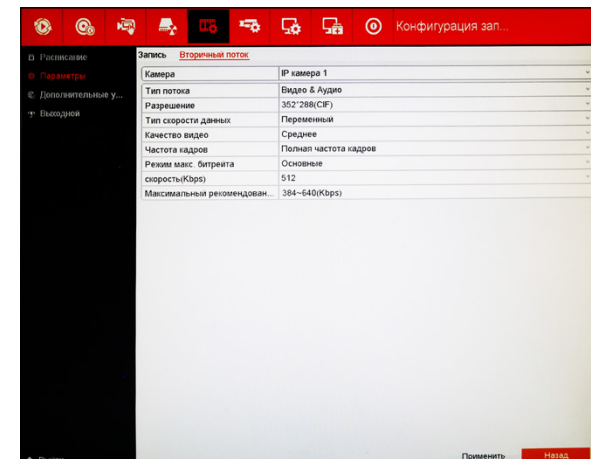 Конфигурация зап...
Расписание
Параметры
Дополнительные у...
Выходной
Запись Вторичный поток
Камера IP камера 1
Тип потока Видео & Аудио
Разрешение 352*288(CIF)
Тип скорости данных Переменный
Качество видео Среднее
Частота кадров Полная частота кадров
Режим макс. битрейта Основные
скорость(Kbps) 512
Максимальный рекомендован... 384~640(Kbps)
Применить Назад